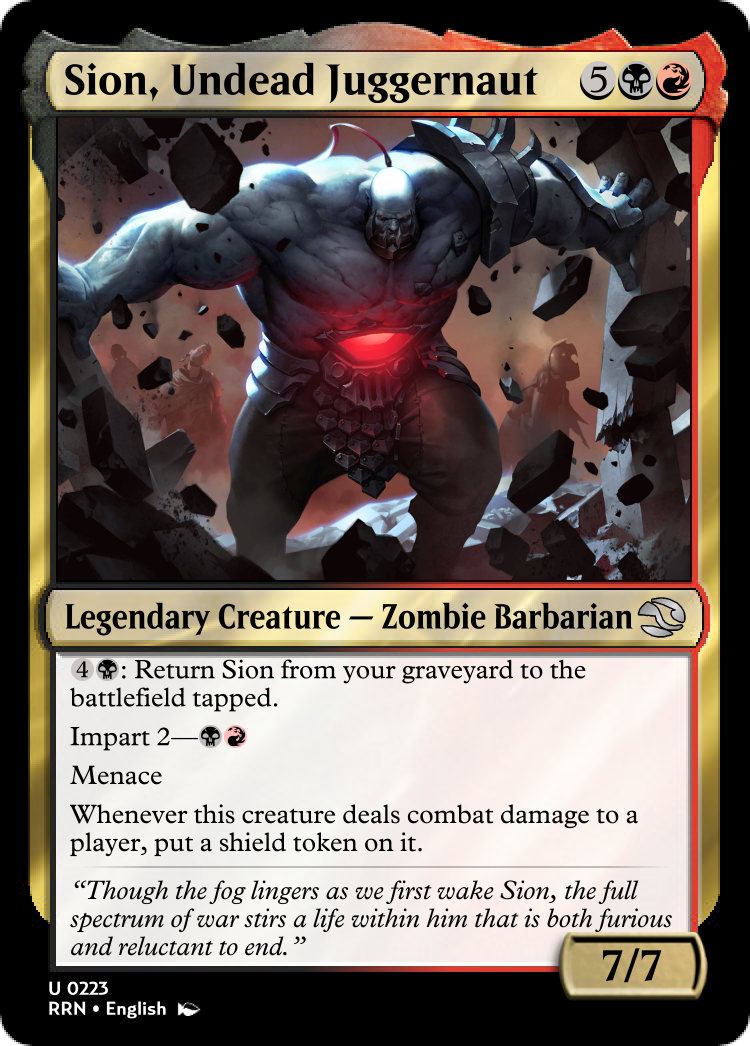 Sion, Undead Juggernaut 5
Legendary Creature — Zombie Barbarian
4: Return Sion from your graveyard to the
battlefield tapped.
Impart 2—
Menace
Whenever this creature deals combat damage to a
player, put a shield token on it.
“Though the fog lingers as we first wake Sion, the full
spectrum of war stirs a life within him that is both furious
and reluctant to end.”
7/7
U 0223
RRN • English